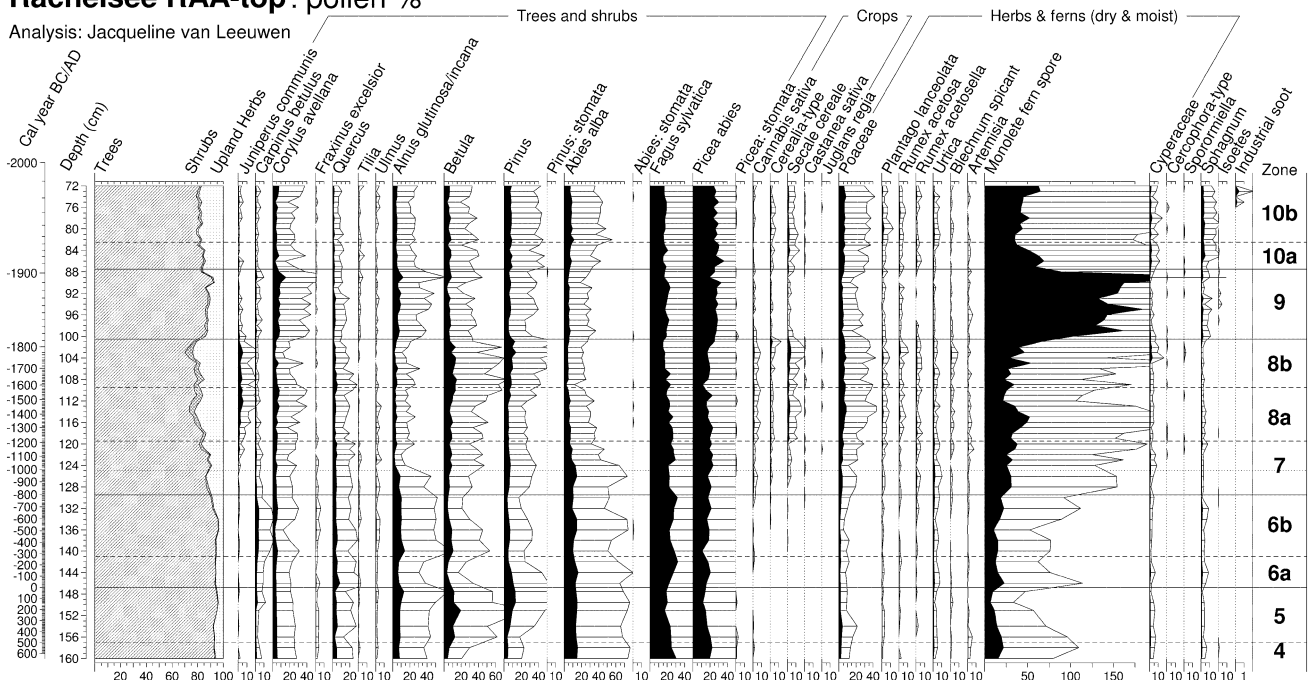 Rachelsee RAA-top: pollen %
Analysis: Jacqueline van Leeuwen
Trees and shrubs
Crops
Herbs & ferns (dry & moist)
Cal year BC/AD
Depth (cm)
Trees
Shrubs
Upland Herbs
Juniperus communis
Carpinus betulus
Corylus avellana
Fraxinus excelsior
Quercus
Tilia
Ulmus
Alnus glutinosa/incana
Betula
Pinus
Pinus: stomata
Abies alba
Abies: stomata
Fagus sylvatica
Picea abies
Picea: stomata
Cannabis sativa
Cerealia-type
Secale cereale
Castanea sativa
Juglans regia
Poaceae
Plantago lanceolata
Rumex acetosa
Rumex acetosella
Urtica
Blechnum spicant
Artemisia
Monolete fern spore
Cyperaceae
Cercophora-type
Sporormiella
Sphagnum
Isoetes
Industrial soot
Zone
-2000
-1900
-1800
-1700
-1600
-1500
-1400
-1300
-1200
-1100
-1000
-900
-800
-700
-600
-500
-400
-300
-200
-100
0
100
200
300
400
500
600
72
76
80
84
88
92
96
100
104
108
112
116
120
124
128
132
136
140
144
148
152
156
160
10b
10a
9
8b
8a
7
6b
6a
5
4
20 40 60 80 100 10 10 20 40 10 10 10 10 20 40 20 40 60 20 40 10 20 40 60 10 20 40 20 40 10 10 10 10 10 10 20 40 10 10 10 10 10 10 50 100 150 10 10 10 10 10 1